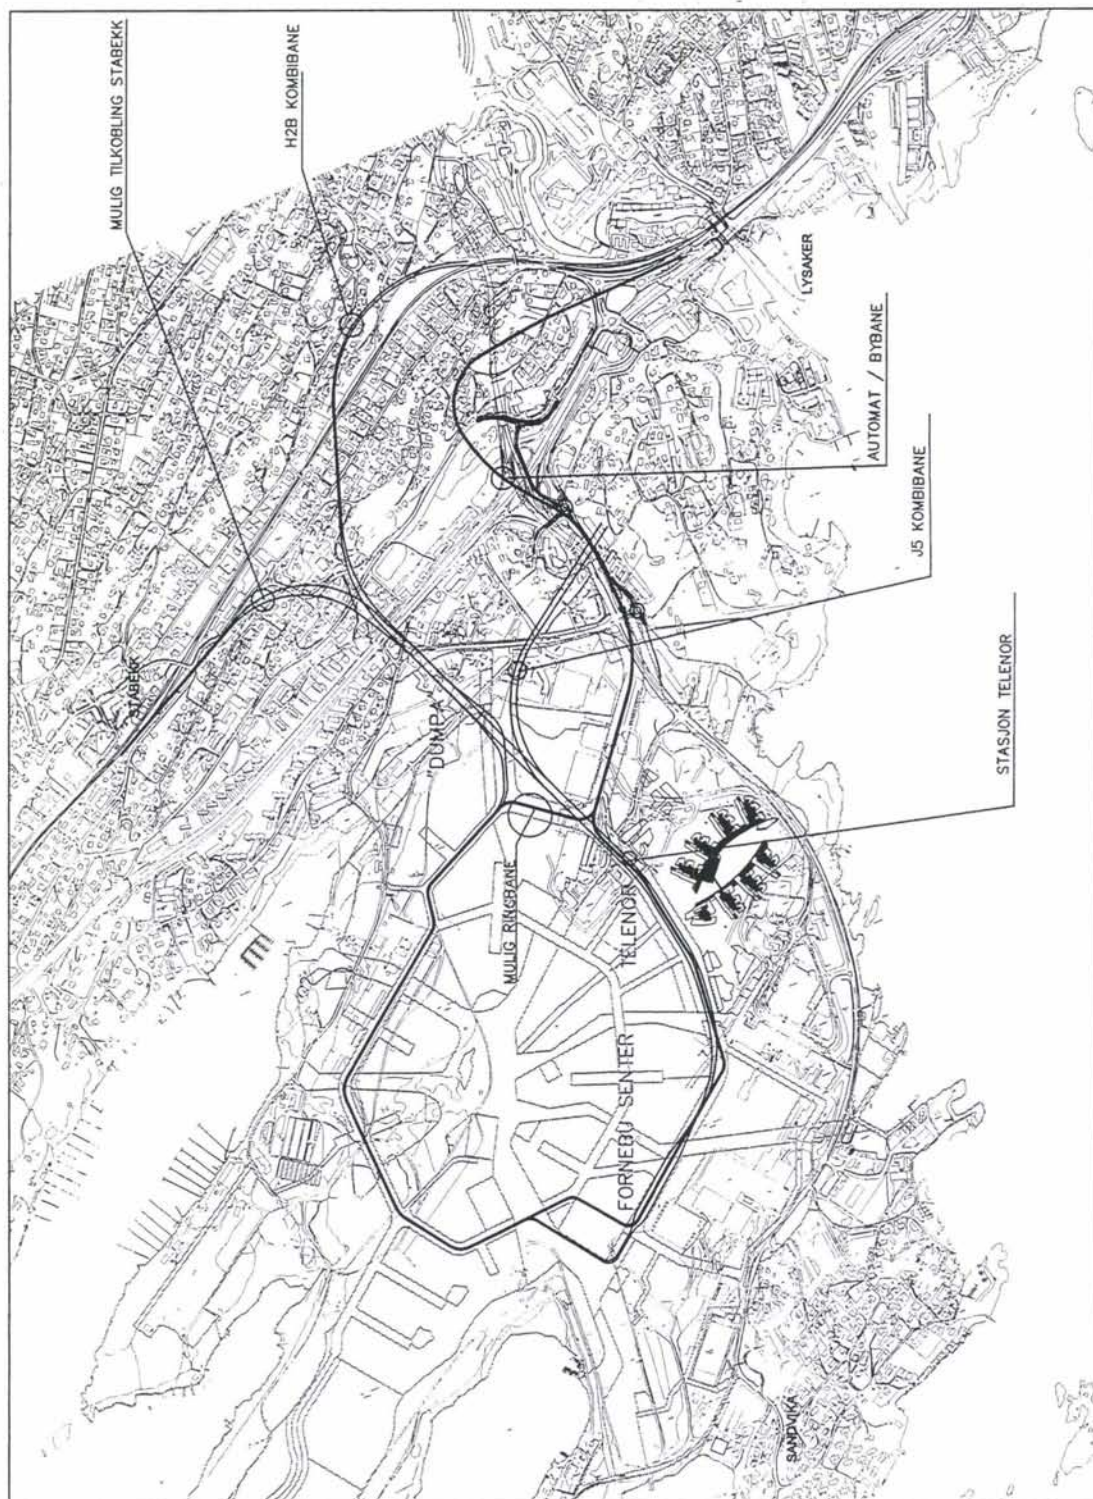 MULIG TILKOBLING STABEKK
H2B KOMBIBANE
STABEKK
LYSAKER
AUTOMAT / BYBANE
J5 KOMBIBANE
"DUMPA"
STASJON TELENOR
MULIG RINGBANE
TELENOR
FORNEBU SENTER
SANDVIKA